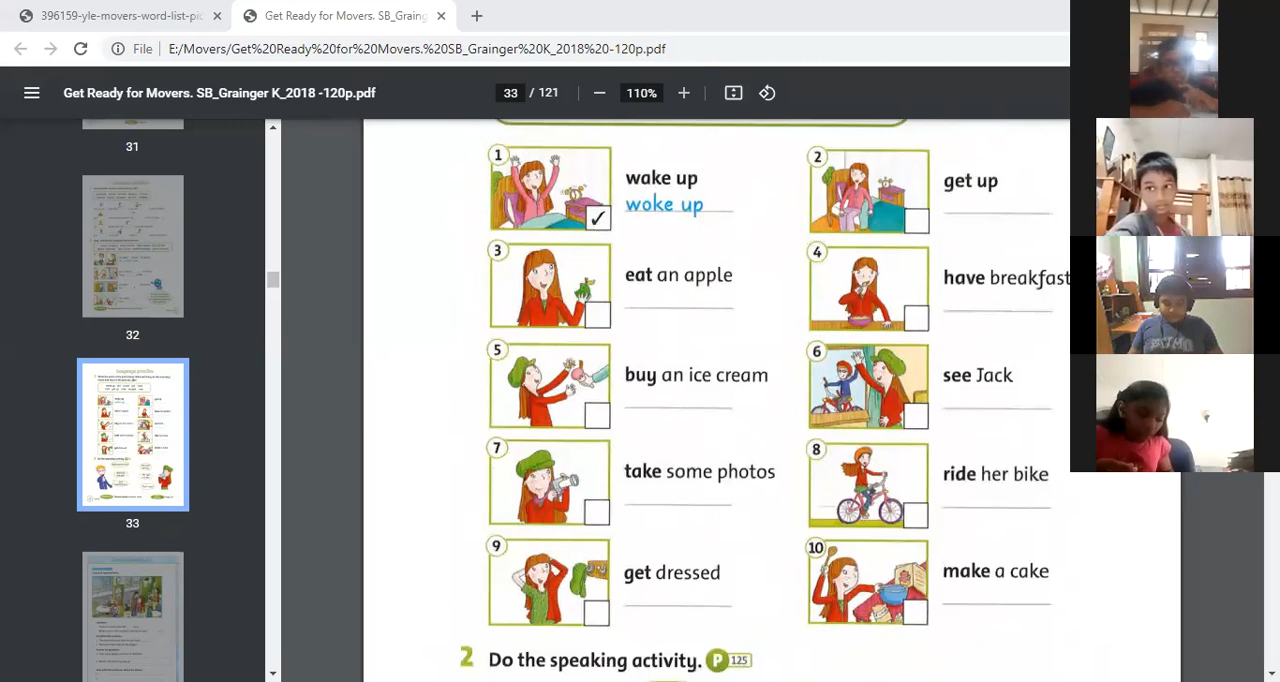 396159-yle-movers-word-list-pic
Get Ready for Movers. SB_Graing
File
E:/Movers/Get%20Ready%20for%20Movers.%20SB_Grainger%20K_2018%20-120p.pdf
Get Ready for Movers. SB_Grainger K_2018 -120p.pdf
33 / 121
110%
31
32
33
1
wake up
woke up
2
get up
3
eat an apple
4
have breakfast
5
buy an ice cream
6
see Jack
7
take some photos
8
ride her bike
9
get dressed
10
make a cake
2 Do the speaking activity. P 125